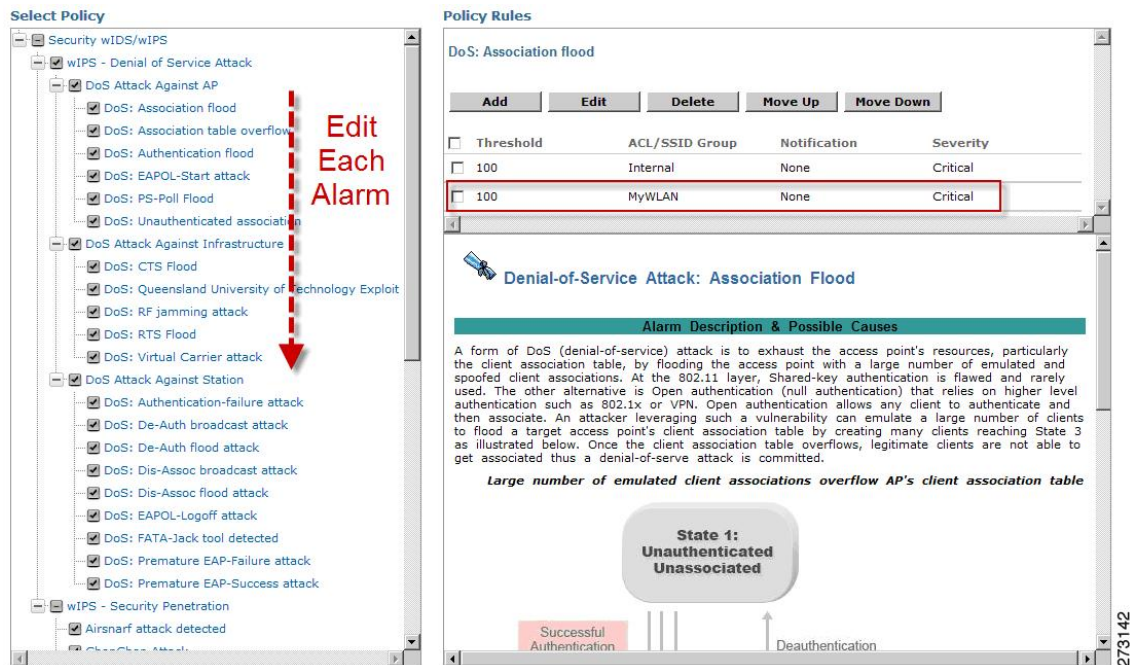 Select Policy
Security wIDS/wIPS
wIPS - Denial of Service Attack
DoS Attack Against AP
DoS: Association flood
DoS: Association table overflow
DoS: Authentication flood
DoS: EAPOL-Start attack
DoS: PS-Poll Flood
DoS: Unauthenticated association
DoS Attack Against Infrastructure
DoS: CTS Flood
DoS: Queensland University of Technology Exploit
DoS: RF jamming attack
DoS: RTS Flood
DoS: Virtual Carrier attack
DoS Attack Against Station
DoS: Authentication-failure attack
DoS: De-Auth broadcast attack
DoS: De-Auth flood attack
DoS: Dis-Assoc broadcast attack
DoS: Dis-Assoc flood attack
DoS: EAPOL-Logoff attack
DoS: FATA-Jack tool detected
DoS: Premature EAP-Failure attack
DoS: Premature EAP-Success attack
wIPS - Security Penetration
Airsnarf attack detected
ChopChop Attack
Edit
Each
Alarm
Policy Rules
DoS: Association flood
Add Edit Delete Move Up Move Down
Threshold ACL/SSID Group Notification Severity
100 Internal None Critical
100 MyWLAN None Critical
Denial-of-Service Attack: Association Flood
Alarm Description & Possible Causes
A form of DoS (denial-of-service) attack is to exhaust the access point's resources, particularly
the client association table, by flooding the access point with a large number of emulated and
spoofed client associations. At the 802.11 layer, Shared-key authentication is flawed and rarely
used. The other alternative is Open authentication (null authentication) that relies on higher level
authentication such as 802.1x or VPN. Open authentication allows any client to authenticate and
then associate. An attacker leveraging such a vulnerability can emulate a large number of clients
to flood a target access point's client association table by creating many clients reaching State 3
as illustrated below. Once the client association table overflows, legitimate clients are not able to
get associated thus a denial-of-serve attack is committed.
Large number of emulated client associations overflow AP's client association table
State 1:
Unauthenticated
Unassociated
Successful
Authentication
Deauthentication
273142